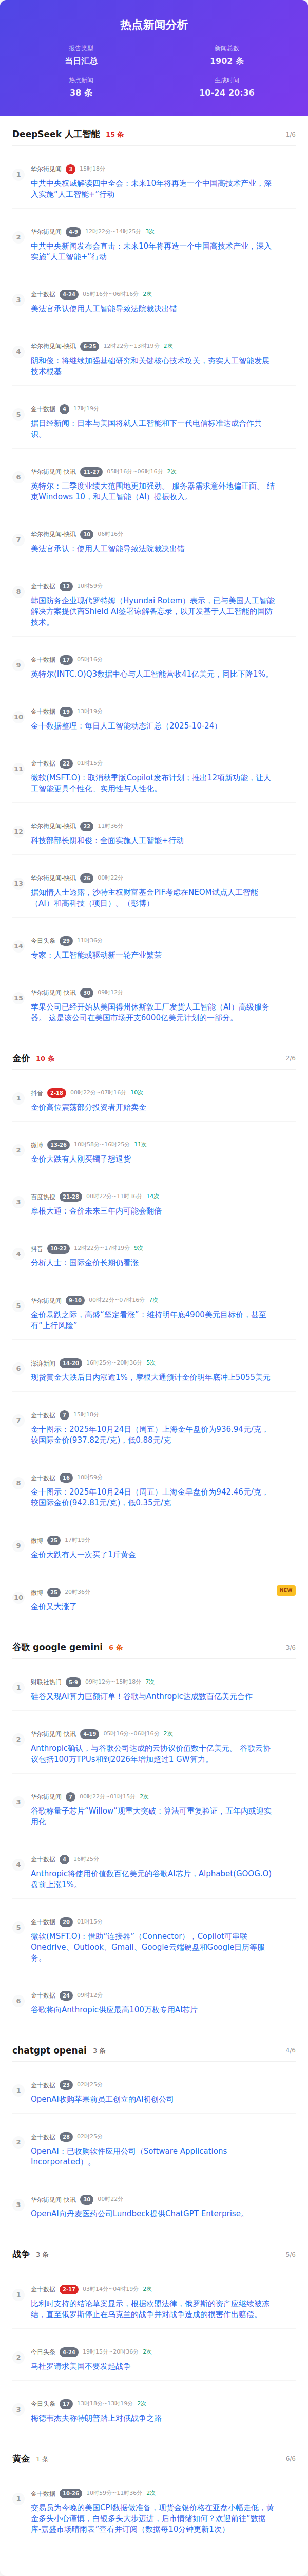 热点新闻分析
报告类型
新闻总数
当日汇总
1902 条
热点新闻
生成时间
38 条
10-24 20:36
DeepSeek 人工智能 15 条 1/6
1 华尔街见闻 3 15时18分
中共中央权威解读四中全会：未来10年将再造一个中国高技术产业，深
入实施“人工智能+”行动
2 华尔街见闻 4-9 12时22分~14时25分 3次
中共中央新闻发布会直击：未来10年将再造一个中国高技术产业，深入
实施“人工智能+”行动
3 金十数据 4-24 05时16分~06时16分 2次
美法官承认使用人工智能导致法院裁决出错
4 华尔街见闻-快讯 6-25 12时22分~13时19分 2次
阴和俊：将继续加强基础研究和关键核心技术攻关，夯实人工智能发展
技术根基
5 金十数据 4 17时19分
据日经新闻：日本与美国将就人工智能和下一代电信标准达成合作共
识。
6 华尔街见闻-快讯 11-27 05时16分~06时16分 2次
英特尔：三季度业绩大范围地更加强劲。 服务器需求意外地偏正面。 结
束Windows 10，和人工智能（AI）提振收入。
7 华尔街见闻-快讯 10 06时16分
美法官承认：使用人工智能导致法院裁决出错
8 金十数据 12 10时59分
韩国防务企业现代罗特姆（Hyundai Rotem）表示，已与美国人工智能
解决方案提供商Shield AI签署谅解备忘录，以开发基于人工智能的国防
技术。
9 金十数据 17 05时16分
英特尔(INTC.O)Q3数据中心与人工智能营收41亿美元，同比下降1%。
10 金十数据 19 13时19分
金十数据整理：每日人工智能动态汇总（2025-10-24）
11 金十数据 22 01时15分
微软(MSFT.O)：取消秋季版Copilot发布计划；推出12项新功能，让人
工智能更具个性化、实用性与人性化。
12 华尔街见闻-快讯 22 11时36分
科技部部长阴和俊：全面实施人工智能+行动
13 华尔街见闻-快讯 26 00时22分
据知情人士透露，沙特主权财富基金PIF考虑在NEOM试点人工智能
（AI）和高科技（项目）。（彭博）
14 今日头条 29 11时36分
专家：人工智能或驱动新一轮产业繁荣
15 华尔街见闻-快讯 30 09时12分
苹果公司已经开始从美国得州休斯敦工厂发货人工智能（AI）高级服务
器。 这是该公司在美国市场开支6000亿美元计划的一部分。
金价 10 条 2/6
1 抖音 2-18 00时22分~07时16分 10次
金价高位震荡部分投资者开始卖金
2 微博 13-26 10时58分~16时25分 11次
金价大跌有人刚买镯子想退货
3 百度热搜 21-28 00时22分~11时36分 14次
摩根大通：金价未来三年内可能会翻倍
4 抖音 10-22 12时22分~17时19分 9次
分析人士：国际金价长期仍看涨
5 华尔街见闻 9-10 00时22分~07时16分 7次
金价暴跌之际，高盛“坚定看涨”：维持明年底4900美元目标价，甚至
有“上行风险”
6 澎湃新闻 14-20 16时25分~20时36分 5次
现货黄金大跌后日内涨逾1%，摩根大通预计金价明年底冲上5055美元
7 金十数据 7 15时18分
金十图示：2025年10月24日（周五）上海金午盘价为936.94元/克，
较国际金价(937.82元/克)，低0.88元/克
8 金十数据 16 10时59分
金十图示：2025年10月24日（周五）上海金早盘价为942.46元/克，
较国际金价(942.81元/克)，低0.35元/克
9 微博 25 17时19分
金价大跌有人一次买了1斤黄金
10 微博 25 20时36分 NEW
金价又大涨了
谷歌 google gemini 6 条 3/6
1 财联社热门 5-9 09时12分~15时18分 7次
硅谷又现AI算力巨额订单！谷歌与Anthropic达成数百亿美元合作
2 华尔街见闻-快讯 4-19 05时16分~06时16分 2次
Anthropic确认，与谷歌公司达成的云协议价值数十亿美元。 谷歌云协
议包括100万TPUs和到2026年增加超过1 GW算力。
3 华尔街见闻 7 00时22分~01时15分 2次
谷歌称量子芯片“Willow”现重大突破：算法可重复验证，五年内或迎实
用化
4 金十数据 4 16时25分
Anthropic将使用价值数百亿美元的谷歌AI芯片，Alphabet(GOOG.O)
盘前上涨1%。
5 金十数据 20 01时15分
微软(MSFT.O)：借助“连接器”（Connector），Copilot可串联
Onedrive、Outlook、Gmail、Google云端硬盘和Google日历等服
务。
6 金十数据 24 09时12分
谷歌将向Anthropic供应最高100万枚专用AI芯片
chatgpt openai 3 条 4/6
1 金十数据 23 02时25分
OpenAI收购苹果前员工创立的AI初创公司
2 金十数据 28 02时25分
OpenAI：已收购软件应用公司（Software Applications
Incorporated）。
3 华尔街见闻-快讯 30 00时22分
OpenAI向丹麦医药公司Lundbeck提供ChatGPT Enterprise。
战争 3 条 5/6
1 金十数据 2-17 03时14分~04时19分 2次
比利时支持的结论草案显示，根据欧盟法律，俄罗斯的资产应继续被冻
结，直至俄罗斯停止在乌克兰的战争并对战争造成的损害作出赔偿。
2 今日头条 4-24 19时15分~20时36分 2次
马杜罗请求美国不要发起战争
3 今日头条 17 13时18分~13时19分 2次
梅德韦杰夫称特朗普踏上对俄战争之路
黄金 1 条 6/6
1 金十数据 10-26 10时59分~11时36分 2次
交易员为今晚的美国CPI数据做准备，现货金银价格在亚盘小幅走低，黄
金多头小心谨慎，白银多头大步迈进，后市情绪如何？欢迎前往“数据
库-嘉盛市场晴雨表”查看并订阅（数据每10分钟更新1次）